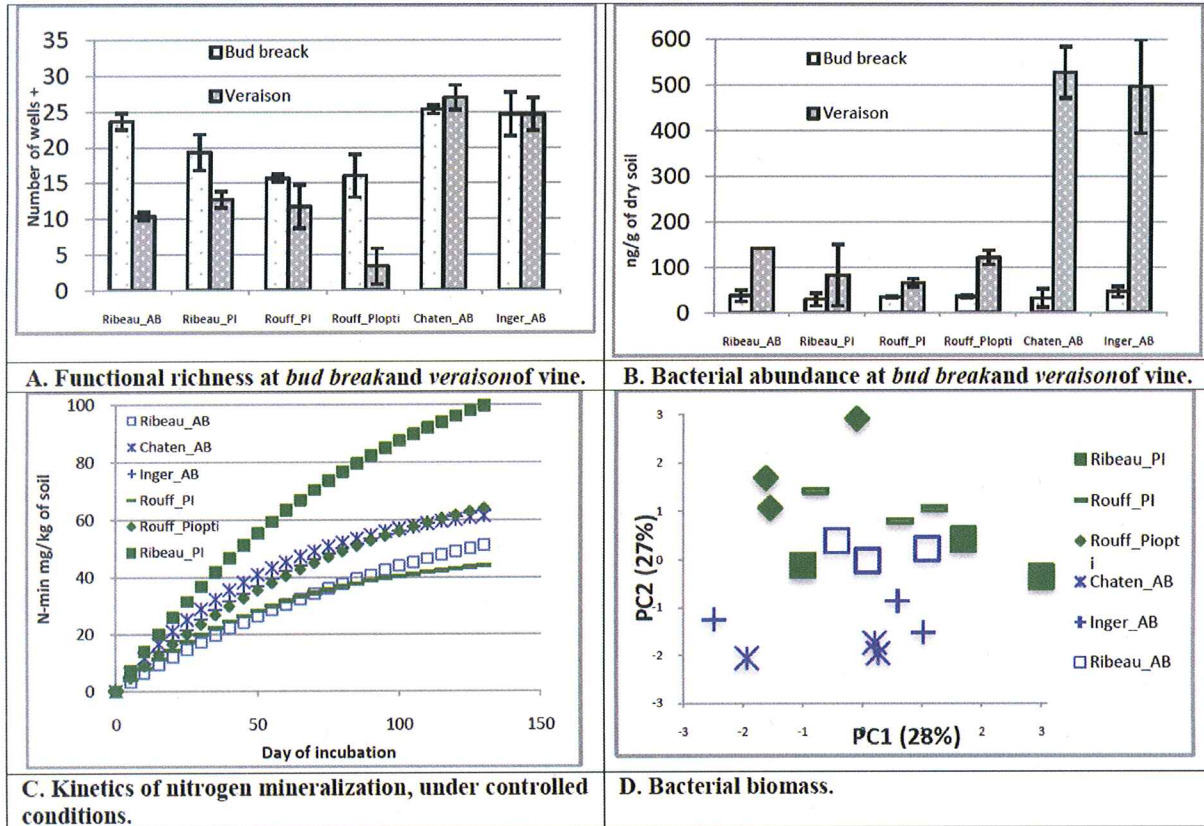 35
30
25
20
15
10
5
0
Number of wells +
Bud breack
Veraison
Ribeau_AB Ribeau_PI Rouff_PI Rouff_PIopti Chaten_AB Inger_AB
A. Functional richness at bud breakand veraisonof vine.
600
500
400
300
200
100
0
ng/g of dry soil
Bud breack
Veraison
Ribeau_AB Ribeau_PI Rouff_PI Rouff_PIopti Chaten_AB Inger_AB
B. Bacterial abundance at bud breakand veraisonof vine.
100
80
60
40
20
0
N-min mg/kg of soil
Ribeau_AB
Chaten_AB
Inger_AB
Rouff_PI
Rouff_Piopti
Ribeau_PI
0 50 100 150
Day of incubation
C. Kinetics of nitrogen mineralization, under controlled
conditions.
3
2
1
0
-1
-2
-3
PC2 (27%)
-3 -2 -1 0 1 2 3
PC1 (28%)
Ribeau_PI
Rouff_PI
Rouff_Piopt
i
Chaten_AB
Inger_AB
Ribeau_AB
D. Bacterial biomass.